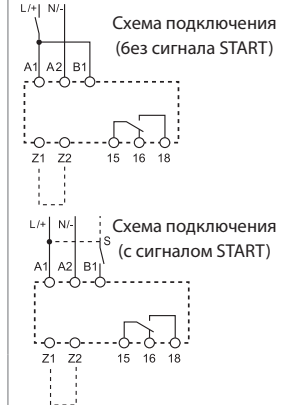 L/+ N/-
Схема подключения
(без сигнала START)
A1 A2 B1
Z1 Z2 15 16 18
L/+ N/-
Схема подключения
S
(с сигналом START)
A1 A2 B1
Z1 Z2 15 16 18